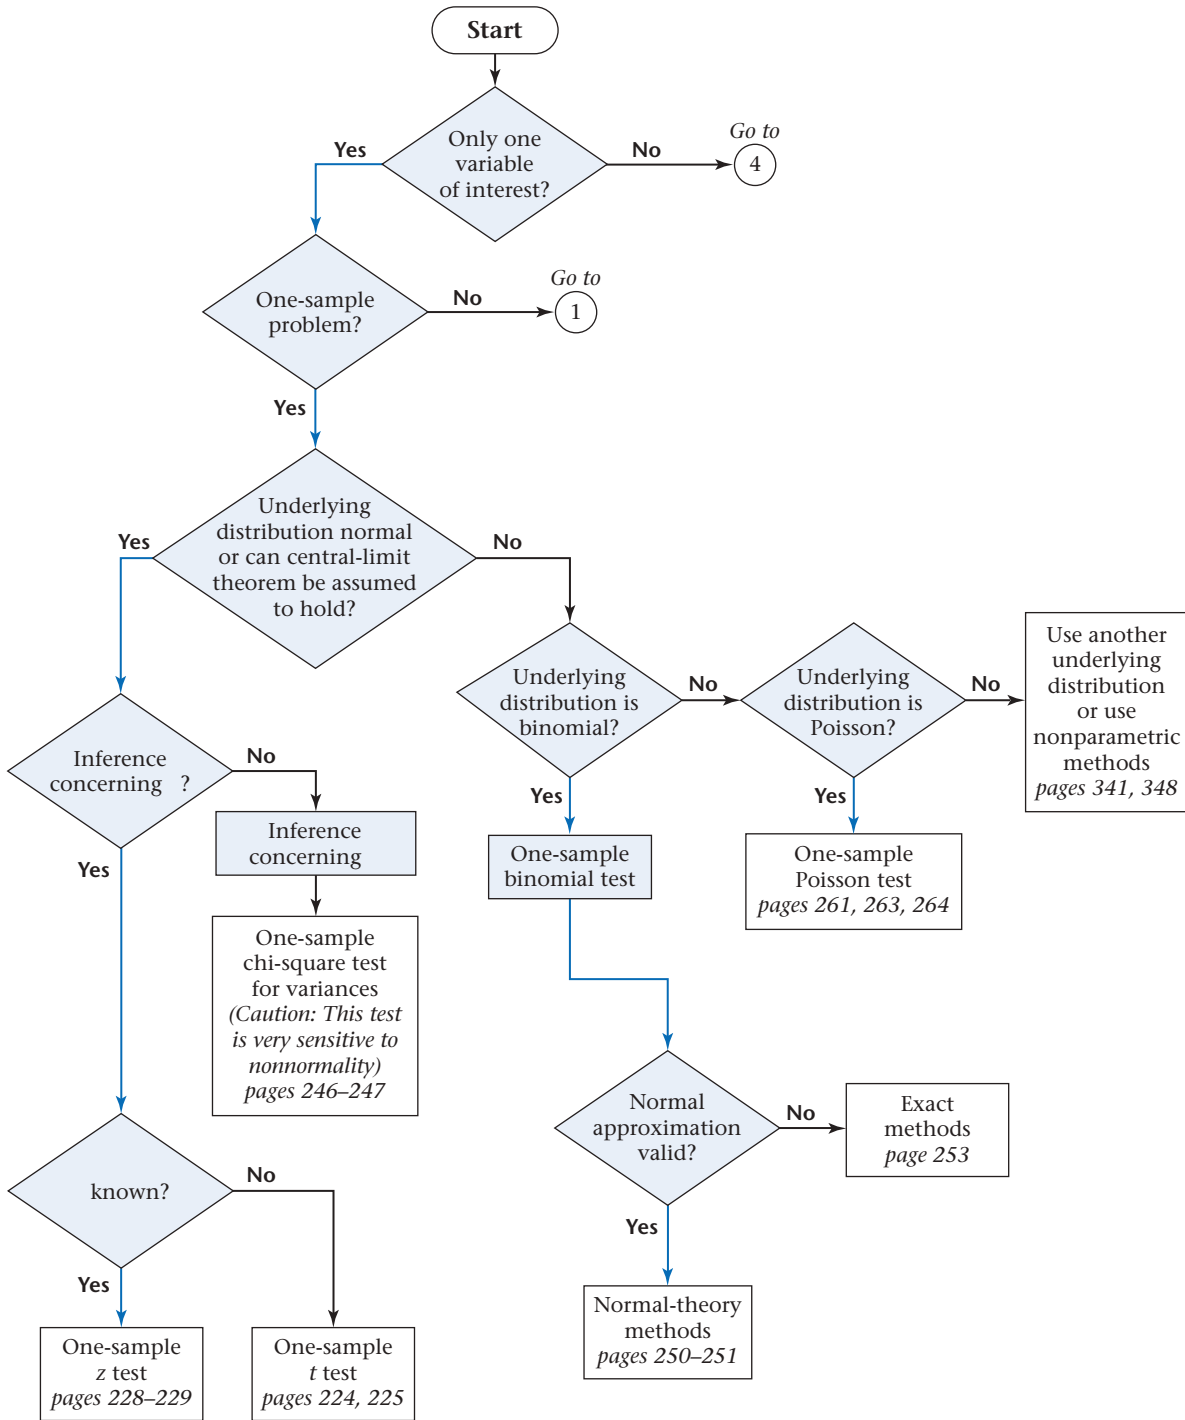 Start
Only one
variable
of interest?
Yes
No
Go to
4
One-sample
problem?
No
Go to
1
Yes
Underlying
distribution normal
or can central-limit
theorem be assumed
to hold?
Yes
No
Underlying
distribution is
binomial?
No
Underlying
distribution is
Poisson?
No
Use another
underlying
distribution
or use
nonparametric
methods
pages 341, 348
Inference
concerning ?
No
Inference
concerning
One-sample
chi-square test
for variances
(Caution: This test
is very sensitive to
nonnormality)
pages 246–247
Yes
Yes
One-sample
binomial test
Yes
One-sample
Poisson test
pages 261, 263, 264
Normal
approximation
valid?
No
Exact
methods
page 253
Yes
Normal-theory
methods
pages 250–251
known?
No
Yes
One-sample
z test
pages 228–229
One-sample
t test
pages 224, 225